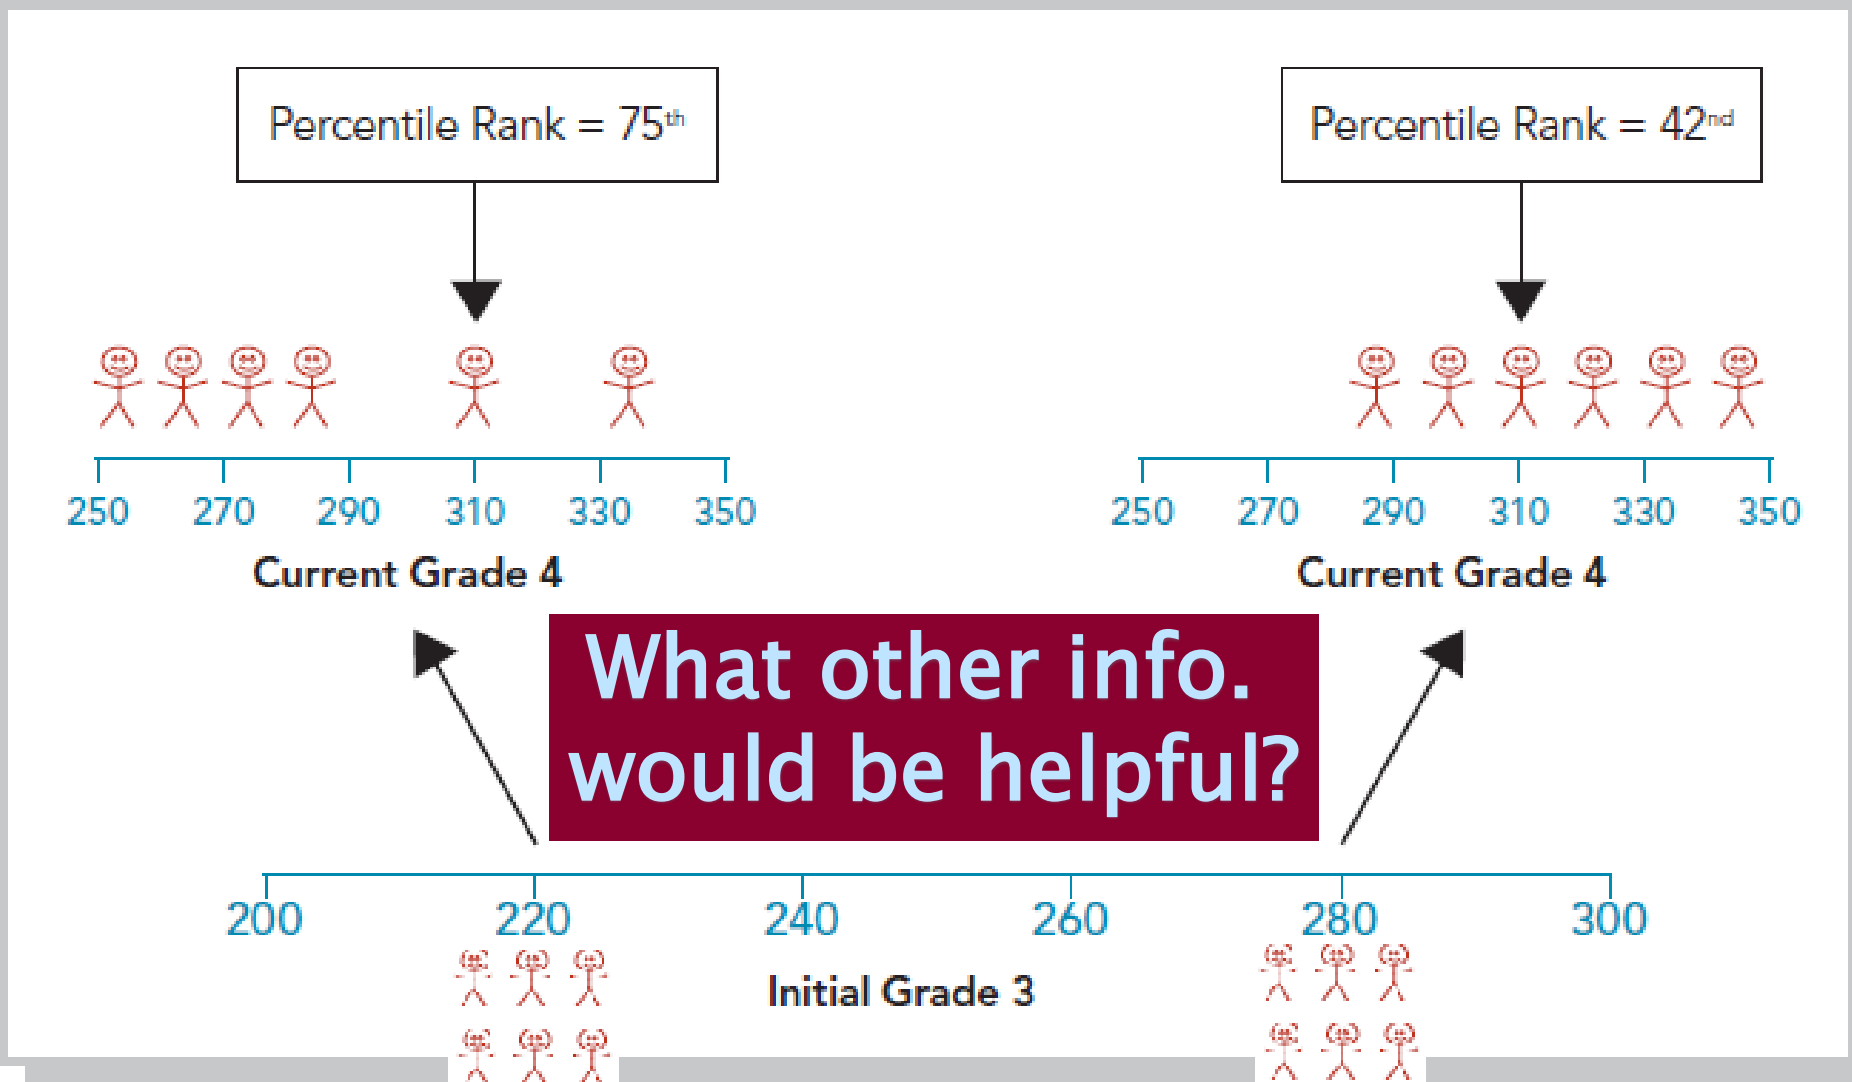 Percentile Rank = 75th
Percentile Rank = 42nd
250 270 290 310 330 350
250 270 290 310 330 350
Current Grade 4
Current Grade 4
What other info.
would be helpful?
200 220 240 260 280 300
Initial Grade 3